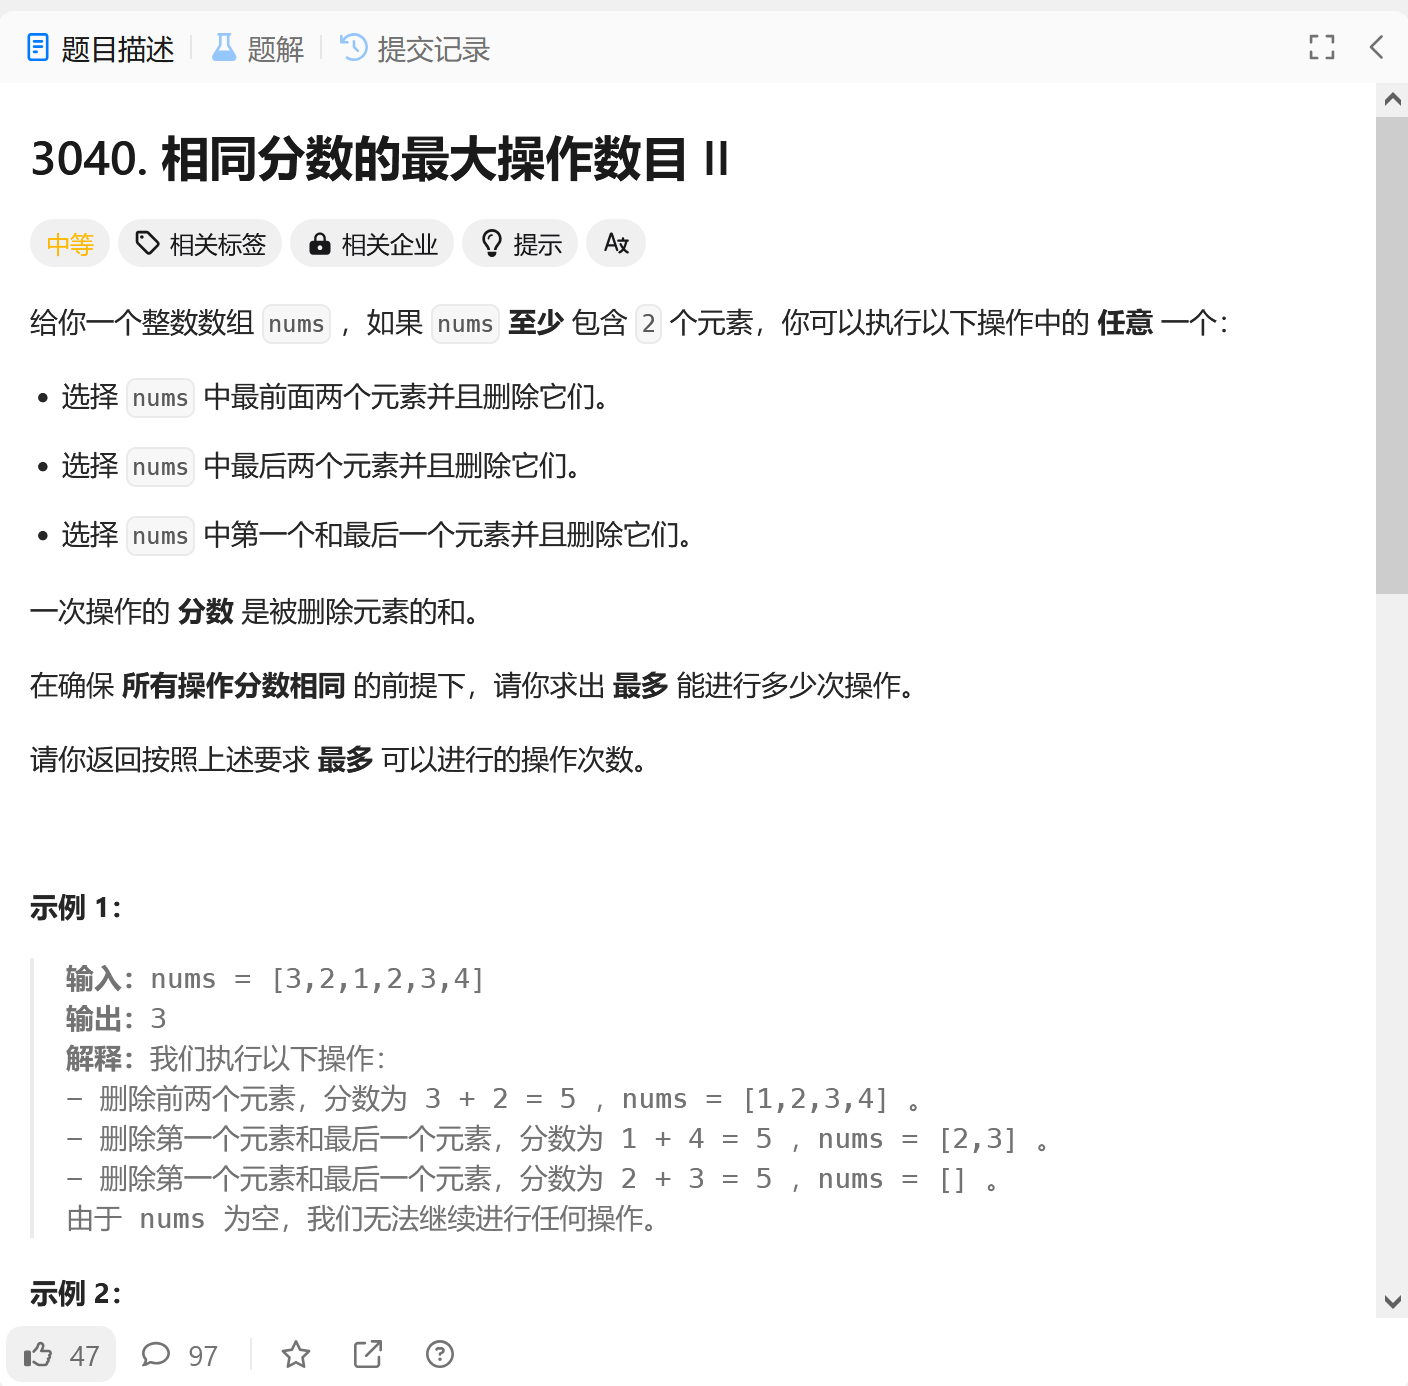 题目描述 题解 提交记录
3040. 相同分数的最大操作数目 II
中等 相关标签 相关企业 提示
给你一个整数数组 nums ，如果 nums 至少 包含 2 个元素，你可以执行以下操作中的 任意 一个：
• 选择 nums 中最前面两个元素并且删除它们。
• 选择 nums 中最后两个元素并且删除它们。
• 选择 nums 中第一个和最后一个元素并且删除它们。
一次操作的 分数 是被删除元素的和。
在确保 所有操作分数相同 的前提下，请你求出 最多 能进行多少次操作。
请你返回按照上述要求 最多 可以进行的操作次数。
示例 1：
输入：nums = [3,2,1,2,3,4]
输出：3
解释：我们执行以下操作：
- 删除前两个元素，分数为 3 + 2 = 5 ，nums = [1,2,3,4] 。
- 删除第一个元素和最后一个元素，分数为 1 + 4 = 5 ，nums = [2,3] 。
- 删除第一个元素和最后一个元素，分数为 2 + 3 = 5 ，nums = [] 。
由于 nums 为空，我们无法继续进行任何操作。
示例 2：
47 97